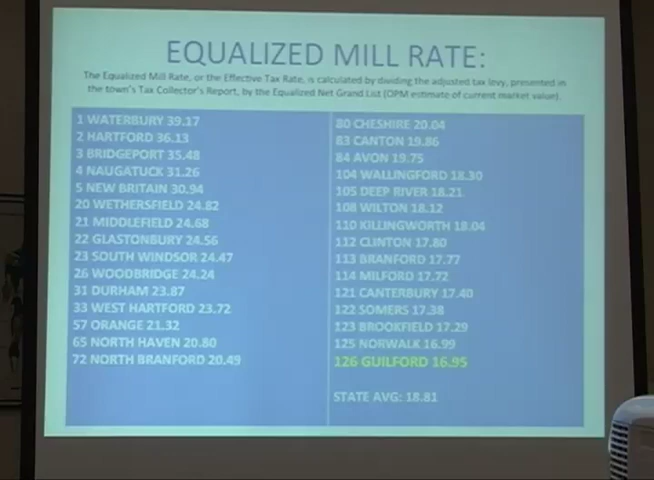 EQUALIZED MILL RATE:
The Equalized Mill Rate, or the Effective Tax Rate, is calculated by dividing the adjusted tax levy, presented in
the town's Tax Collector's Report, by the Equalized Net Grand List (OPM estimate of current market value).
1 WATERBURY 39.17
2 HARTFORD 36.13
3 BRIDGEPORT 35.48
4 NAUGATUCK 31.26
5 NEW BRITAIN 30.94
20 WETHERSFIELD 24.82
21 MIDDLEFIELD 24.68
22 GLASTONBURY 24.56
23 SOUTH WINDSOR 24.47
26 WOODBRIDGE 24.24
31 DURHAM 23.87
33 WEST HARTFORD 23.72
57 ORANGE 21.32
65 NORTH HAVEN 20.80
72 NORTH BRANFORD 20.49
80 CHESHIRE 20.04
83 CANTON 19.86
84 AVON 19.75
104 WALLINGFORD 18.30
105 DEEP RIVER 18.21
108 WILTON 18.12
110 KILLINGWORTH 18.04
112 CLINTON 17.80
113 BRANFORD 17.77
114 MILFORD 17.72
121 CANTERBURY 17.40
122 SOMERS 17.38
123 BROOKFIELD 17.29
125 NORWALK 16.99
126 GUILFORD 16.95
STATE AVG: 18.81